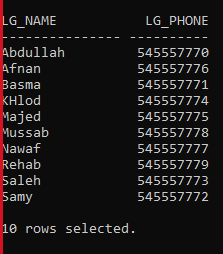 LG_NAME LG_PHONE
--------------- ----------
Abdullah 545557770
Afnan 545557776
Basma 545557771
KHlod 545557774
Majed 545557775
Mussab 545557778
Nawaf 545557777
Rehab 545557779
Saleh 545557773
Samy 545557772
10 rows selected.